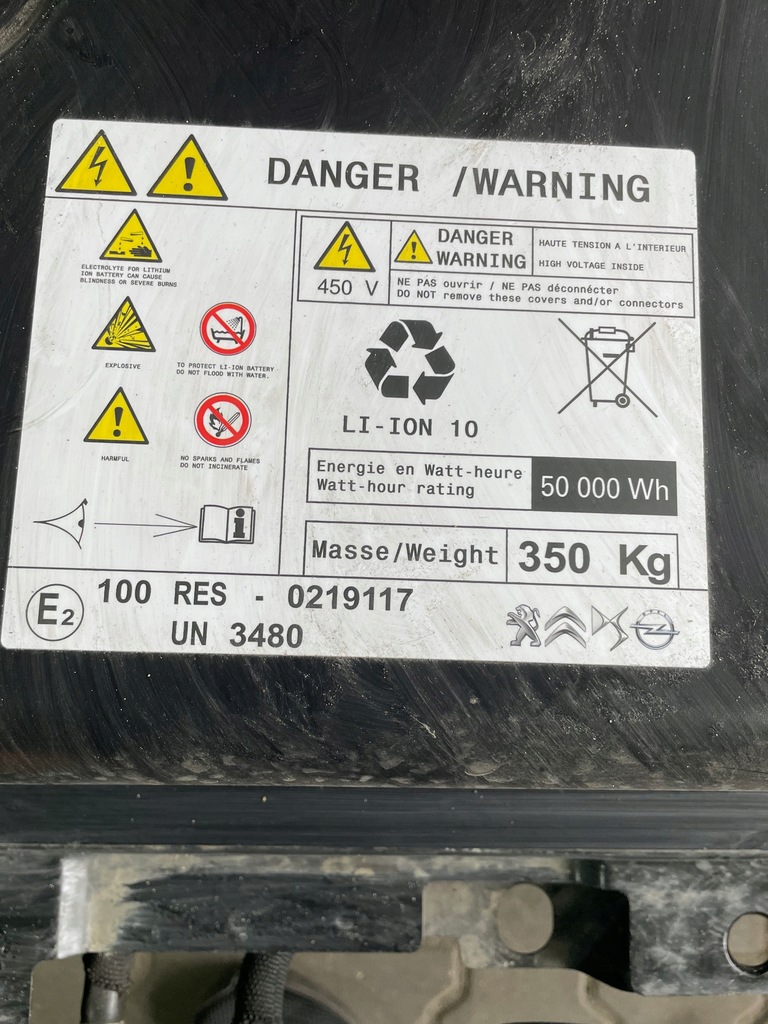 DANGER /WARNING
ELECTROLYTE FOR LITHIUM
ION BATTERY CAN CAUSE
BLINDNESS OR SEVERE BURNS
EXPLOSIVE
TO PROTECT LI-ION BATTERY
DO NOT FLOOD WITH WATER.
HARMFUL
NO SPARKS AND FLAMES
DO NOT INCINERATE
i
450 V
DANGER
WARNING
HAUTE TENSION A L'INTERIEUR
HIGH VOLTAGE INSIDE
NE PAS ouvrir / NE PAS déconnécter
DO NOT remove these covers and/or connectors
LI-ION 10
Energie en Watt-heure
Watt-hour rating
50 000 Wh
Masse/Weight
350 Kg
E2
100 RES - 0219117
UN 3480
DS